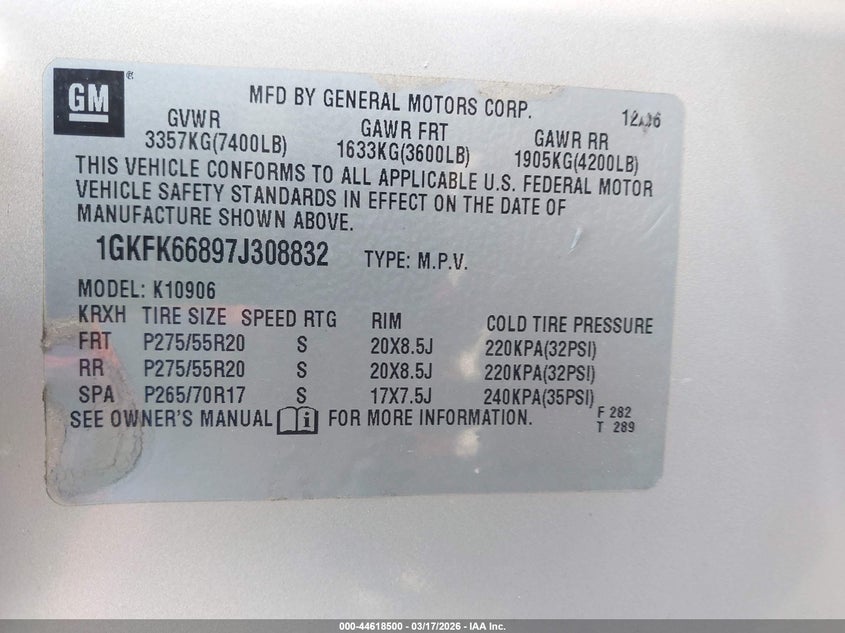 GM
MFD BY GENERAL MOTORS CORP.
12/06
GVWR GAWR FRT GAWR RR
3357KG(7400LB) 1633KG(3600LB) 1905KG(4200LB)
THIS VEHICLE CONFORMS TO ALL APPLICABLE U.S. FEDERAL MOTOR
VEHICLE SAFETY STANDARDS IN EFFECT ON THE DATE OF
MANUFACTURE SHOWN ABOVE.
1GKFK66897J308832 TYPE: M.P.V.
MODEL: K10906
KRXH TIRE SIZE SPEED RTG RIM COLD TIRE PRESSURE
FRT P275/55R20 S 20X8.5J 220KPA(32PSI)
RR P275/55R20 S 20X8.5J 220KPA(32PSI)
SPA P265/70R17 S 17X7.5J 240KPA(35PSI)
SEE OWNER'S MANUAL FOR MORE INFORMATION.
F 282
T 289
000-44618500 - 03/17/2026 - IAA Inc.